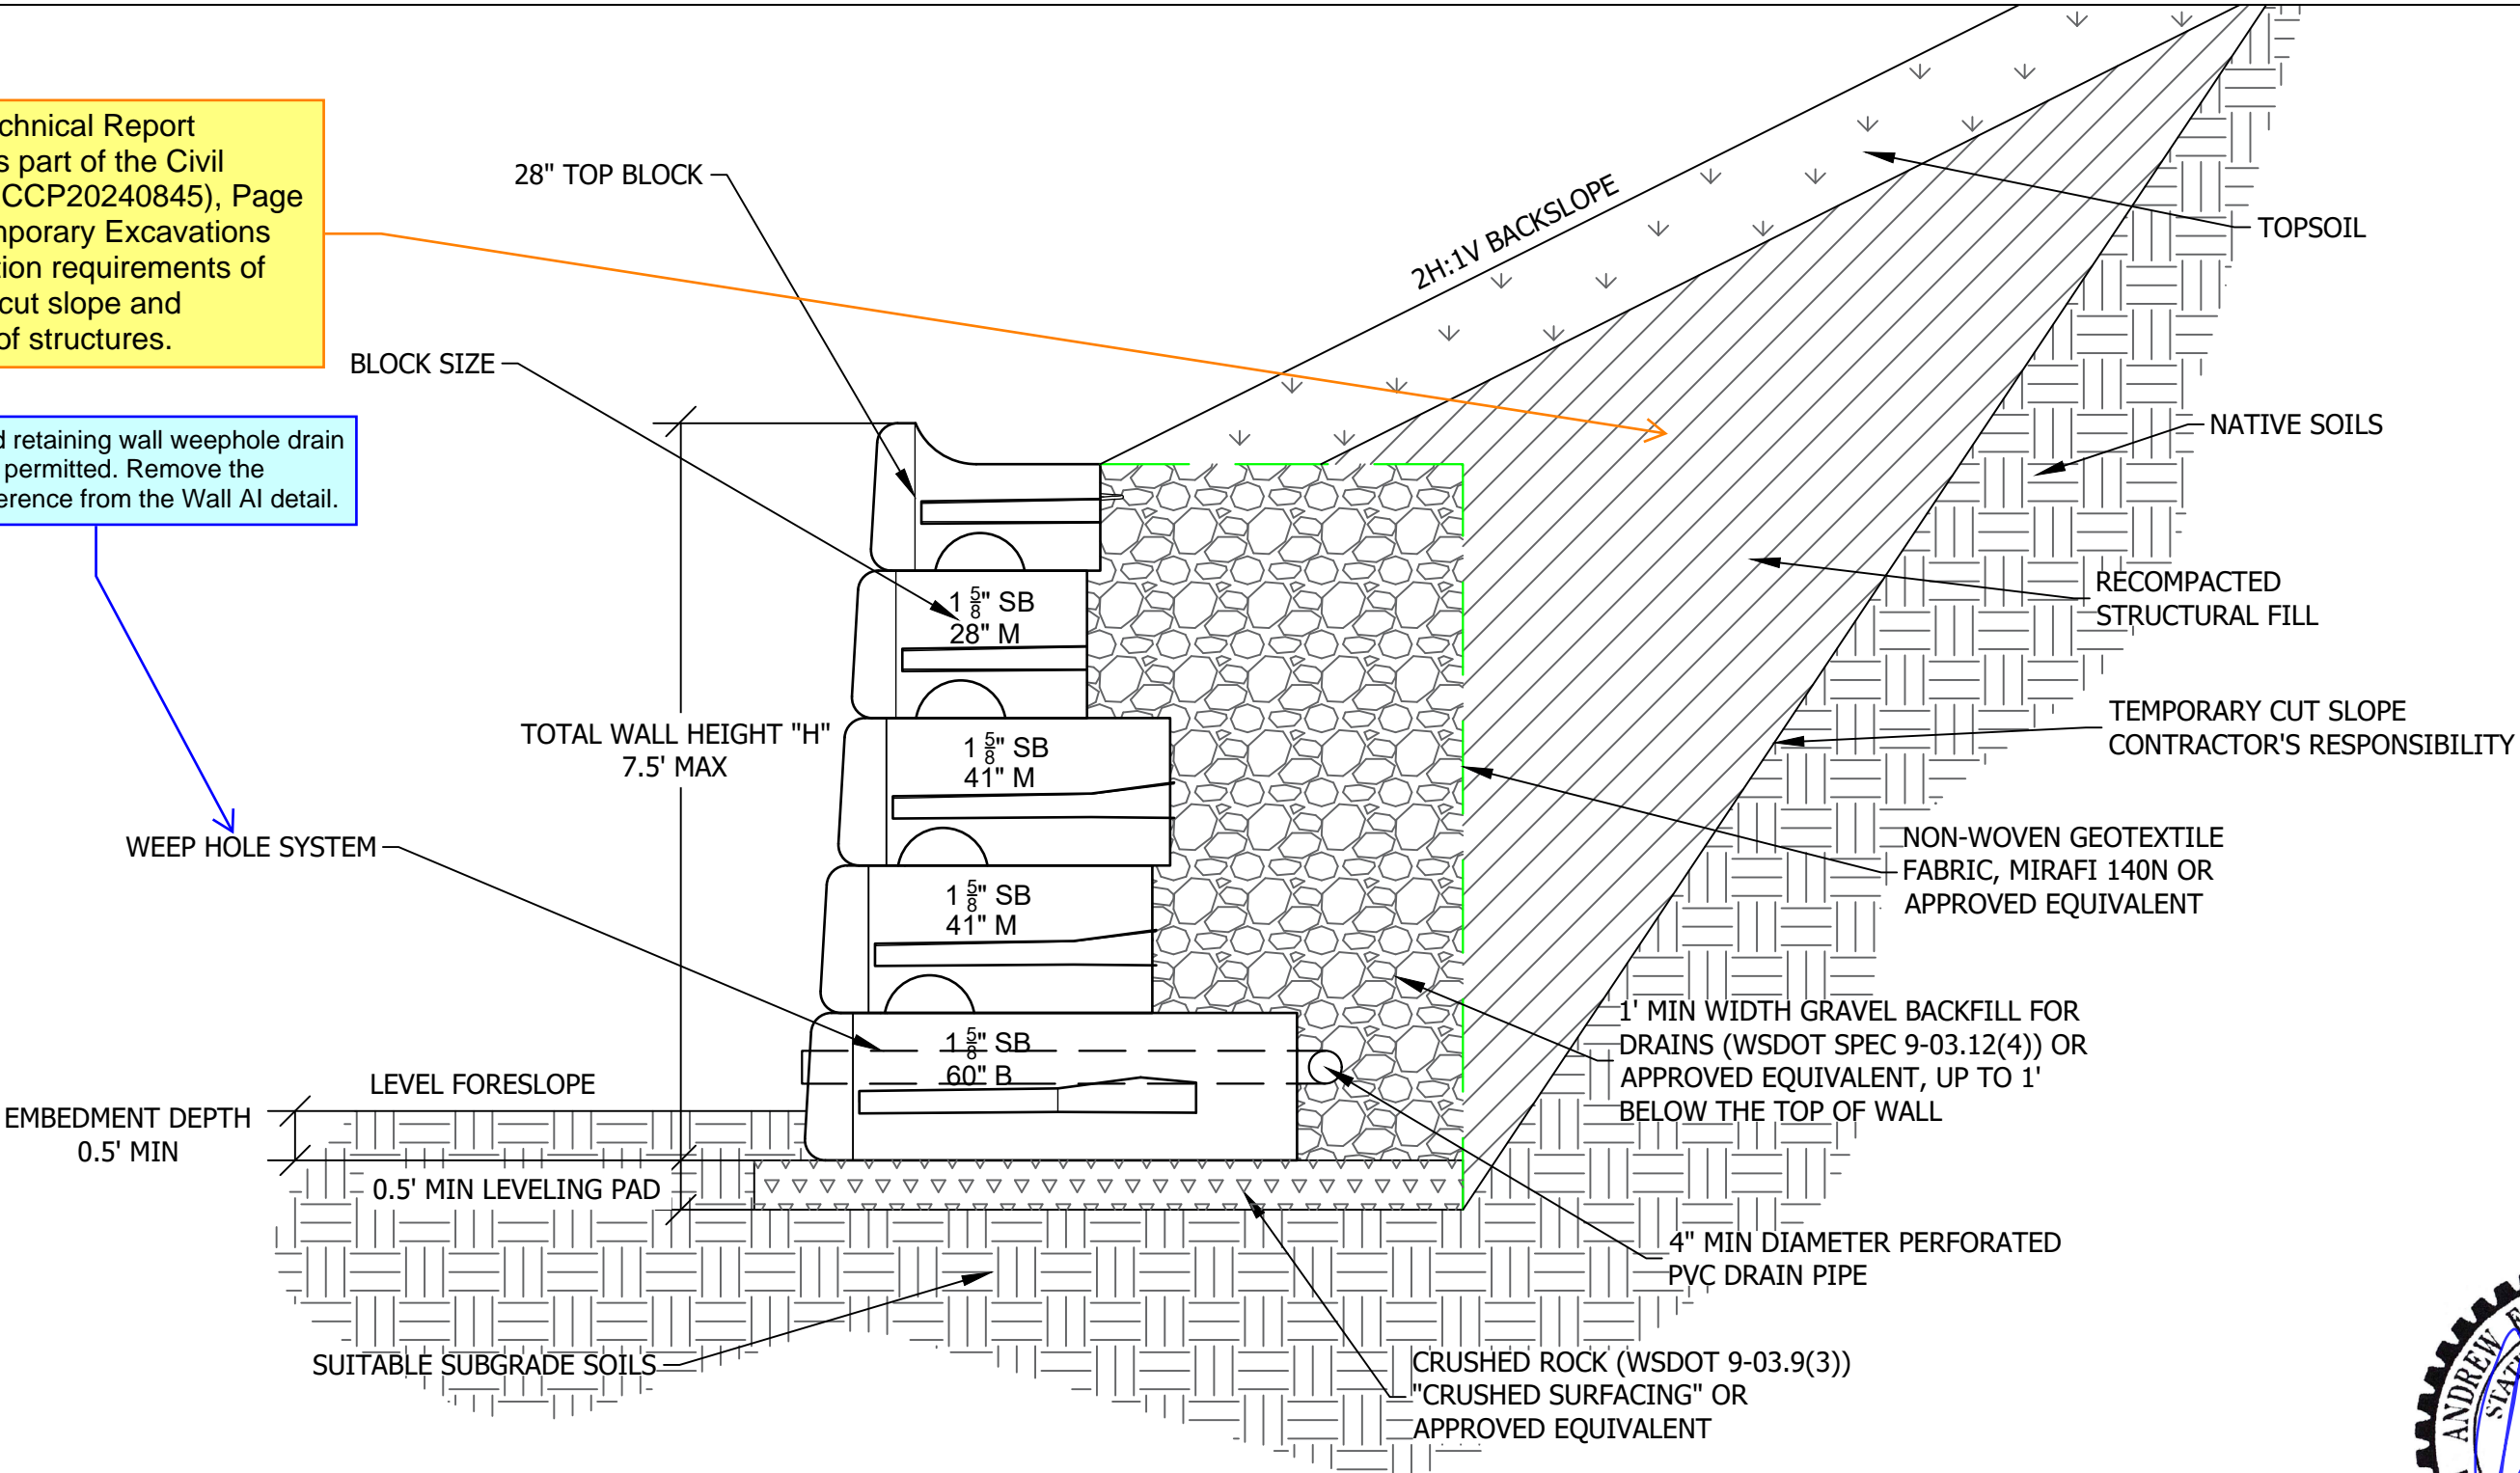 chnical Report
s part of the Civil
CCP20240845), Page
nporary Excavations
tion requirements of
cut slope and
of structures.
d retaining wall weephole drain
permitted. Remove the
erence from the Wall AI detail.
28" TOP BLOCK
BLOCK SIZE
2H:1V BACKSLOPE
TOPSOIL
NATIVE SOILS
RECOMPACTED
STRUCTURAL FILL
1 5/8" SB
28" M
TOTAL WALL HEIGHT "H"
7.5' MAX
1 5/8" SB
41" M
TEMPORARY CUT SLOPE
CONTRACTOR'S RESPONSIBILITY
WEEP HOLE SYSTEM
NON-WOVEN GEOTEXTILE
FABRIC, MIRAFI 140N OR
APPROVED EQUIVALENT
1 5/8" SB
41" M
1' MIN WIDTH GRAVEL BACKFILL FOR
DRAINS (WSDOT SPEC 9-03.12(4)) OR
APPROVED EQUIVALENT, UP TO 1'
BELOW THE TOP OF WALL
1 5/8" SB
60" B
LEVEL FORESLOPE
EMBEDMENT DEPTH
0.5' MIN
0.5' MIN LEVELING PAD
4" MIN DIAMETER PERFORATED
PVC DRAIN PIPE
SUITABLE SUBGRADE SOILS
CRUSHED ROCK (WSDOT 9-03.9(3))
"CRUSHED SURFACING" OR
APPROVED EQUIVALENT
ANDREW